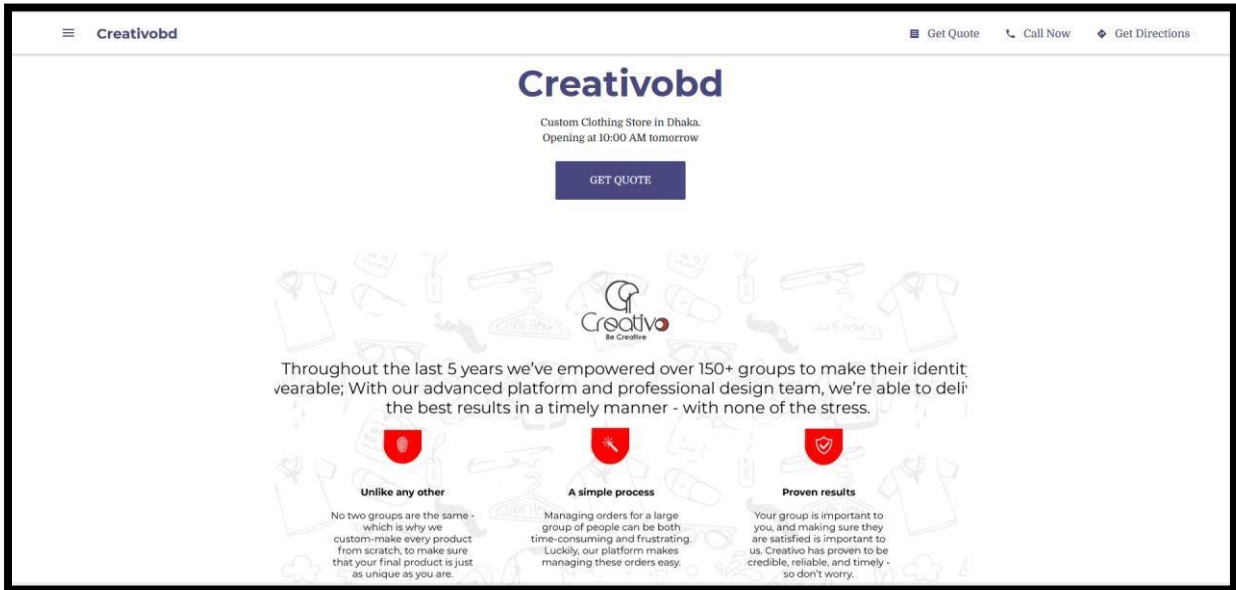 Creativobd
Get Quote
Call Now
Get Directions
Creativobd
Custom Clothing Store in Dhaka.
Opening at 10:00 AM tomorrow
GET QUOTE
Creativo
Be Creative
Throughout the last 5 years we've empowered over 150+ groups to make their identit
vearable; With our advanced platform and professional design team, we're able to deli
the best results in a timely manner - with none of the stress.
Unlike any other
No two groups are the same -
which is why we
custom-make every product
from scratch, to make sure
that your final product is just
as unique as you are.
A simple process
Managing orders for a large
group of people can be both
time-consuming and frustrating.
Luckily, our platform makes
managing these orders easy.
Proven results
Your group is important to
you, and making sure they
are satisfied is important to
us. Creativo has proven to be
credible, reliable, and timely -
so don't worry.